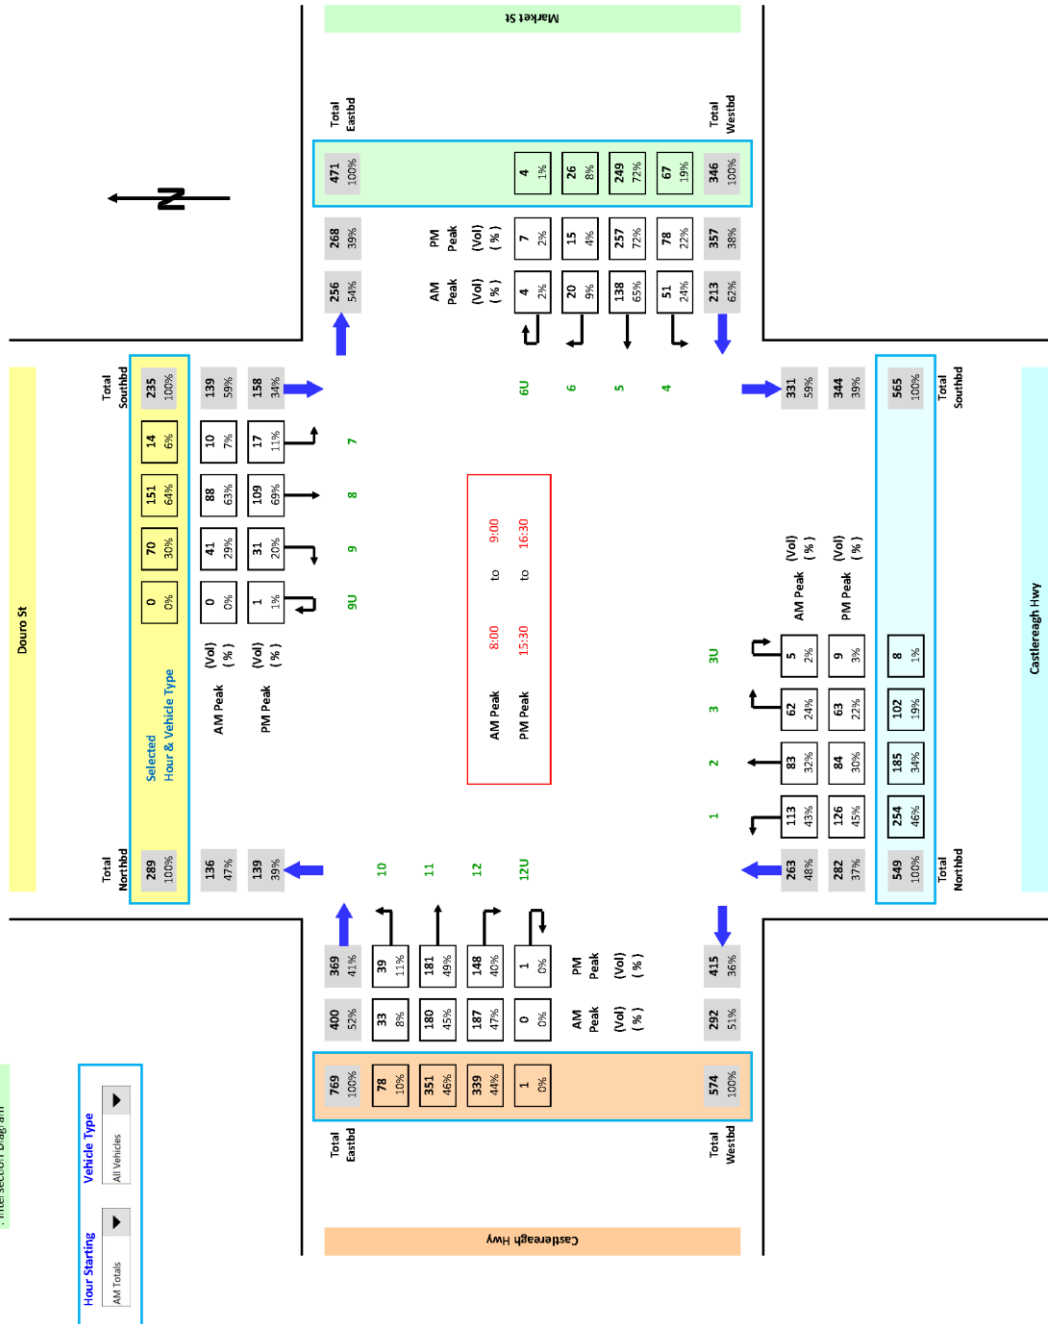 Intersection Diagram
Hour Starting
AM Totals
Vehicle Type
All Vehicles
Douro St
Total
Northbd
289
100%
Selected
Hour & Vehicle Type
0
0%
70
30%
151
64%
14
6%
Total
Southbd
235
100%
136
47%
AM Peak
(Vol)
( % )
0
0%
41
29%
88
63%
10
7%
139
59%
139
39%
PM Peak
(Vol)
( % )
1
1%
31
20%
109
69%
17
11%
158
34%
9U
9
8
7
N
Market St
Total
Eastbd
471
100%
268
39%
256
54%
4
1%
26
8%
249
72%
67
19%
Total
Westbd
346
100%
PM
Peak
(Vol)
( % )
7
2%
15
4%
257
72%
78
22%
357
38%
AM
Peak
(Vol)
( % )
4
2%
20
9%
138
65%
51
24%
213
62%
6U
6
5
4
AM Peak
8:00
to
9:00
PM Peak
15:30
to
16:30
10
11
12
12U
369
41%
39
11%
181
49%
148
40%
1
0%
PM
Peak
(Vol)
( % )
415
36%
400
52%
33
8%
180
45%
187
47%
0
0%
AM
Peak
(Vol)
( % )
292
51%
769
100%
78
10%
351
46%
339
44%
1
0%
574
100%
Total
Eastbd
Total
Westbd
Castlereagh Hwy
1
2
3
3U
263
48%
113
43%
83
32%
62
24%
5
2%
AM Peak
(Vol)
( % )
331
59%
282
37%
126
45%
84
30%
63
22%
9
3%
PM Peak
(Vol)
( % )
344
39%
549
100%
254
46%
185
34%
102
19%
8
1%
565
100%
Total
Northbd
Total
Southbd
Castlereagh Hwy